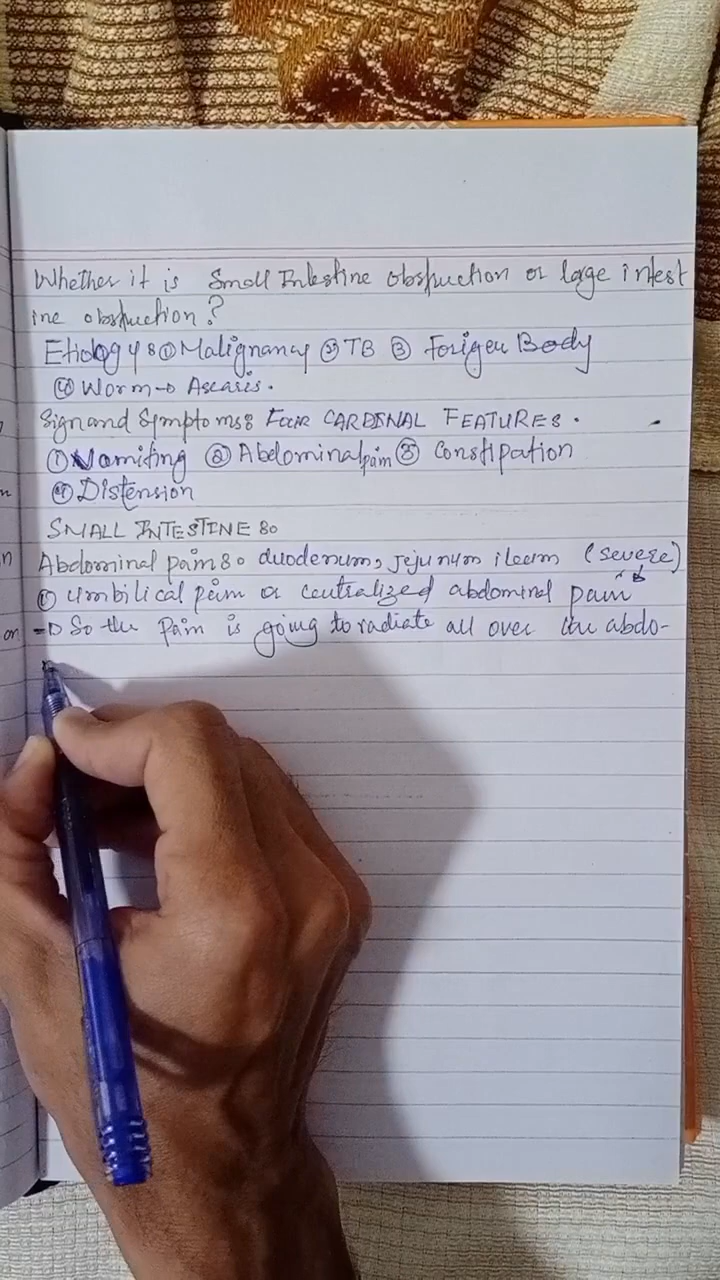 Whether it is Small Intestine obstruction or large intest
ine obstruction?
Etiology: ① Malignancy ② TB ③ Foriegn Body
④ Worm → Ascaris.
Sign and Symptoms: FOUR CARDINAL FEATURES.
① Vomiting ② Abdominal pain ③ Constipation
④ Distension
SMALL INTESTINE:
Abdominal pain: duodenum, jejunum ileum (severe)
① Umbilical pain or centralized abdominal pain
→ So the pain is going to radiate all over the abdo-
n
n
on